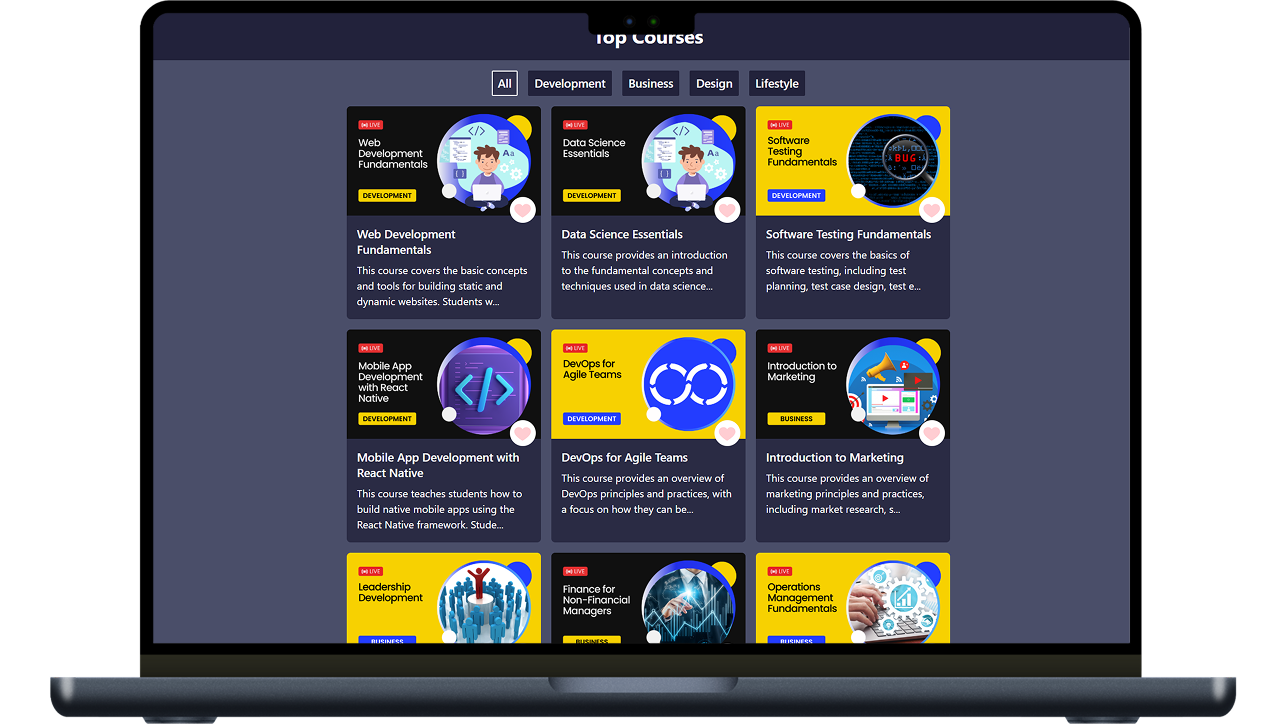 Top Courses
All Development Business Design Lifestyle
LIVE
Web
Development
Fundamentals
DEVELOPMENT
Aa
Web Development
Fundamentals
This course covers the basic concepts
and tools for building static and
dynamic websites. Students w...
LIVE
Data Science
Essentials
DEVELOPMENT
Aa
Data Science Essentials
This course provides an introduction
to the fundamental concepts and
techniques used in data science...
LIVE
Software
Testing
Fundamentals
DEVELOPMENT
BUG
Software Testing Fundamentals
This course covers the basics of
software testing, including test
planning, test case design, test e...
LIVE
Mobile App
Development
with React
Native
DEVELOPMENT
</>
Mobile App Development with
React Native
This course teaches students how to
build native mobile apps using the
React Native framework. Stude...
LIVE
DevOps for
Agile Teams
DEVELOPMENT
DevOps for Agile Teams
This course provides an overview of
DevOps principles and practices, with
a focus on how they can be...
LIVE
Introduction to
Marketing
BUSINESS
Introduction to Marketing
This course provides an overview of
marketing principles and practices,
including market research, s...
LIVE
Leadership
Development
BUSINESS
LIVE
Finance for
Non-Financial
Managers
BUSINESS
LIVE
Operations
Management
Fundamentals
BUSINESS